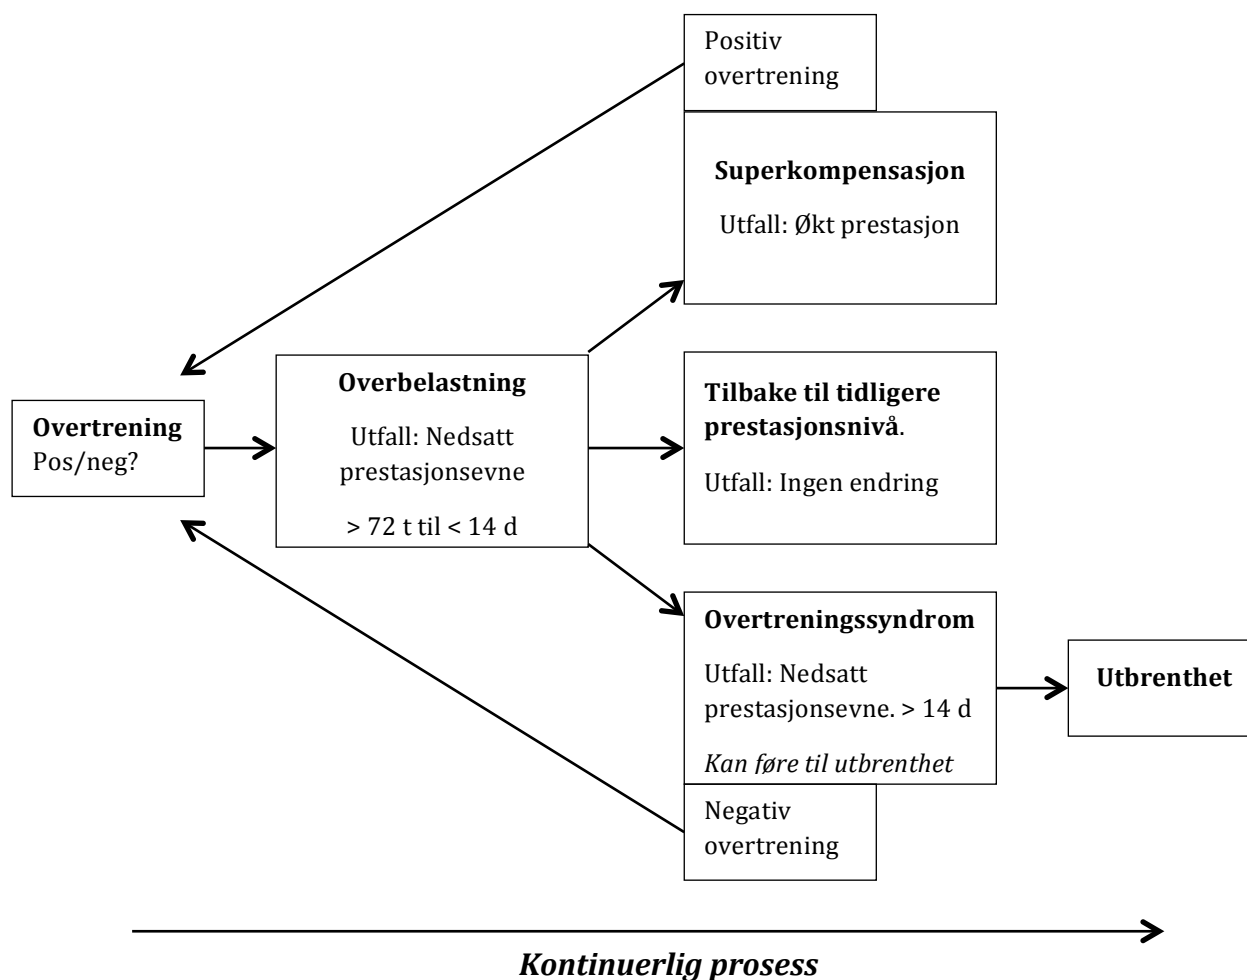 Positiv
overtrening
Superkompensasjon
Utfall: Økt prestasjon
Overtrening
Pos/neg?
Overbelastning
Utfall: Nedsatt
prestasjonsevne
> 72 t til < 14 d
Tilbake til tidligere
prestasjonsnivå.
Utfall: Ingen endring
Overtreningssyndrom
Utfall: Nedsatt
prestasjonsevne. > 14 d
Kan føre til utbrenthet
Negativ
overtrening
Utbrenthet
Kontinuerlig prosess